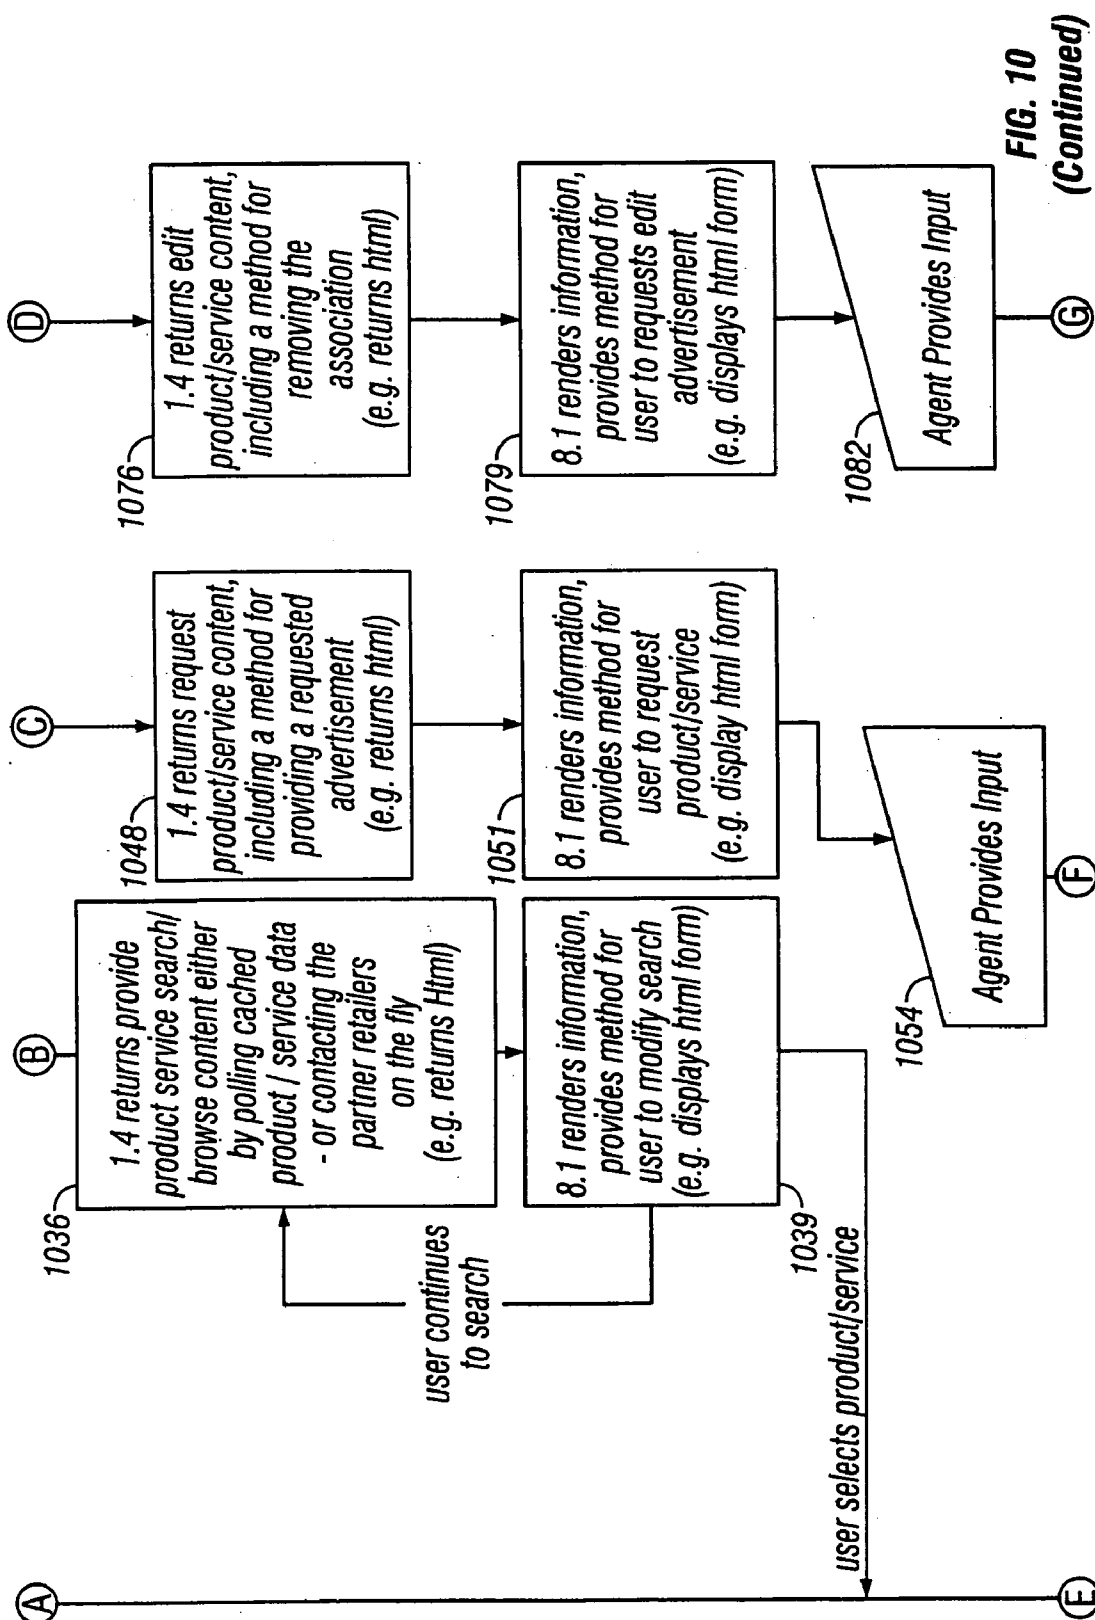 A
B
C
D
1036
1.4 returns provide
product service search/
browse content either
by polling cached
product / service data
- or contacting the
partner retailers
on the fly
(e.g. returns Html)
1048
1.4 returns request
product/service content,
including a method for
providing a requested
advertisement
(e.g. returns html)
1076
1.4 returns edit
product/service content,
including a method for
removing the
association
(e.g. returns html)
user continues
to search
8.1 renders information,
provides method for
user to modify search
(e.g. displays html form)
1039
1051
8.1 renders information,
provides method for
user to request
product/service
(e.g. display html form)
1079
8.1 renders information,
provides method for
user to requests edit
advertisement
(e.g. displays html form)
user selects product/service
1054
Agent Provides Input
1082
Agent Provides Input
E
F
G
FIG. 10
(Continued)